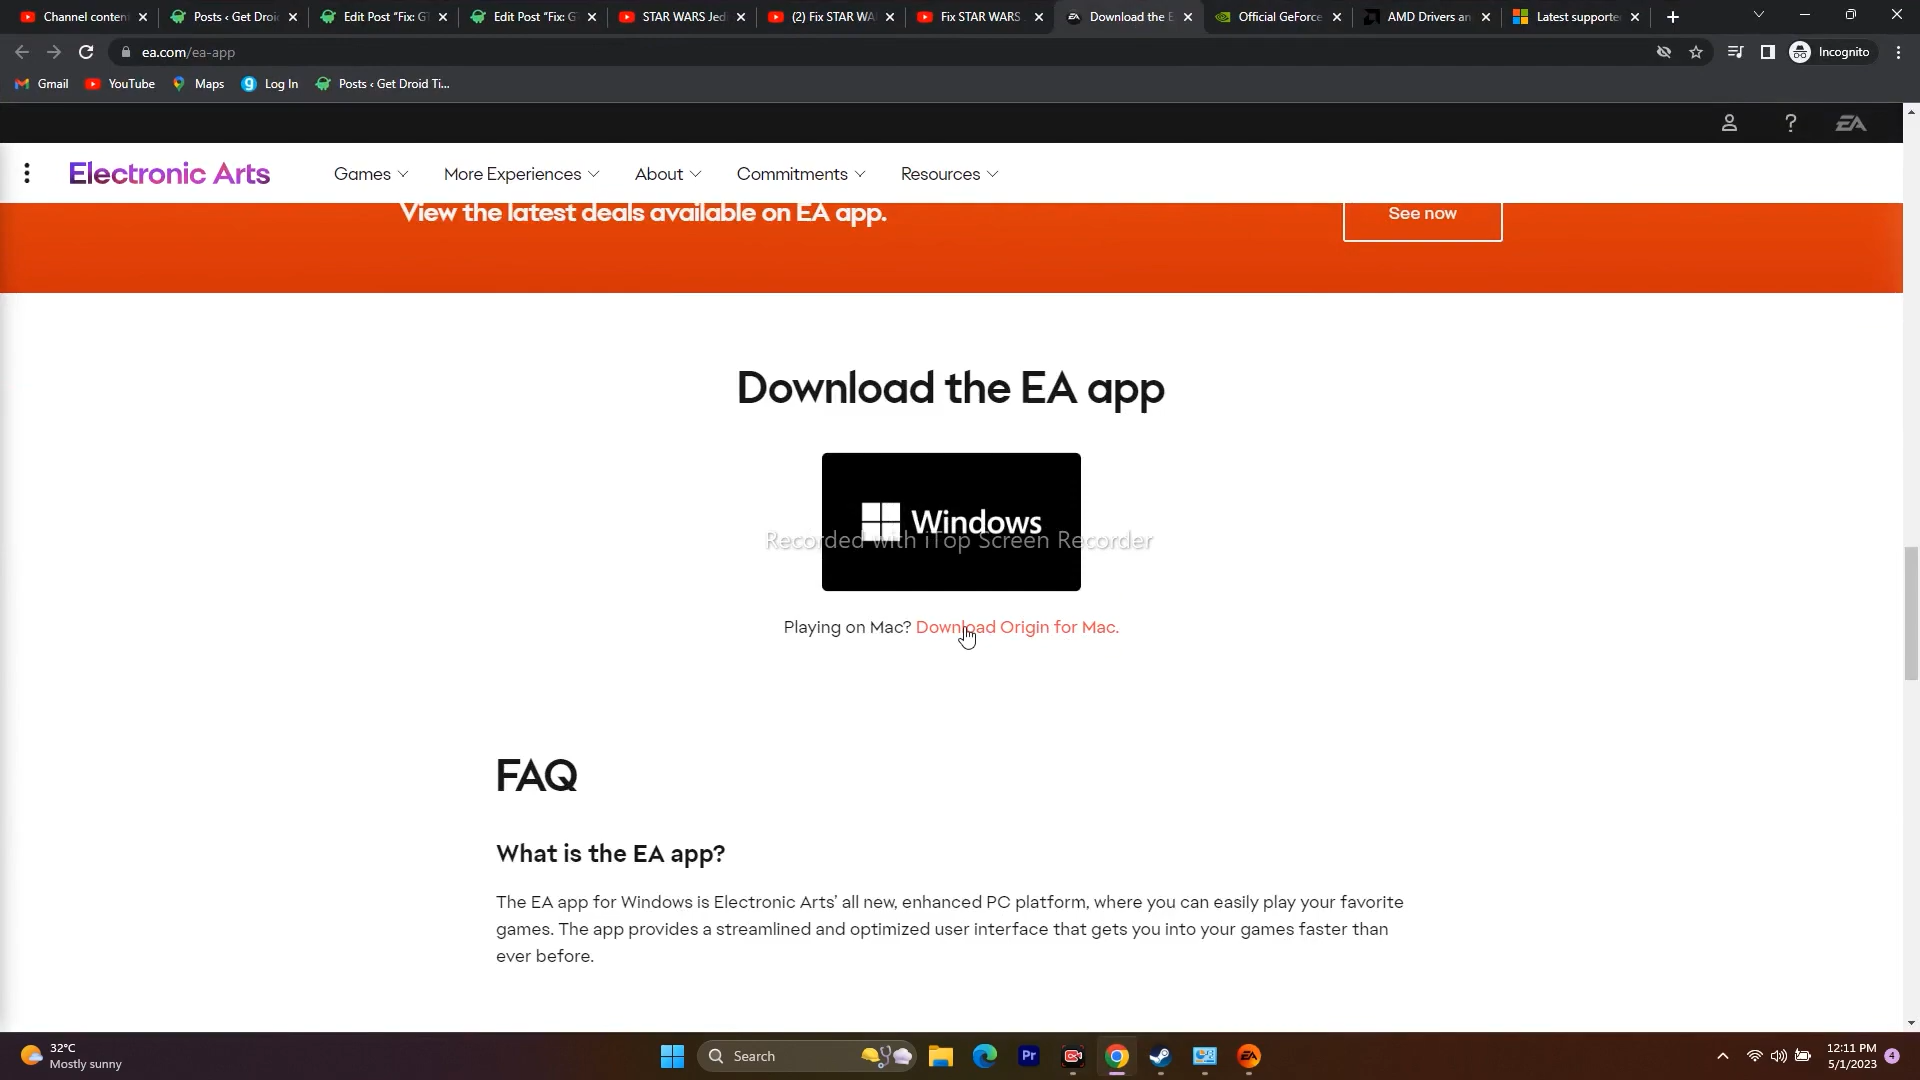 Channel conten
Posts ‹ Get Droi
Edit Post “Fix: G
Edit Post “Fix: G
STAR WARS Jed
(2) Fix STAR WA
Fix STAR WARS
Download the E
Official GeForce
AMD Drivers an
Latest supporte
ea.com/ea-app
Incognito
Gmail
YouTube
Maps
Log In
Posts ‹ Get Droid Ti...
EA
Electronic Arts
Games
More Experiences
About
Commitments
Resources
View the latest deals available on EA app.
See now
Download the EA app
Windows
Recorded with iTop Screen Recorder
Playing on Mac? Download Origin for Mac.
FAQ
What is the EA app?
The EA app for Windows is Electronic Arts’ all new, enhanced PC platform, where you can easily play your favorite
games. The app provides a streamlined and optimized user interface that gets you into your games faster than
ever before.
32°C
Mostly sunny
Search
Pr
EA
12:11 PM
5/1/2023
4